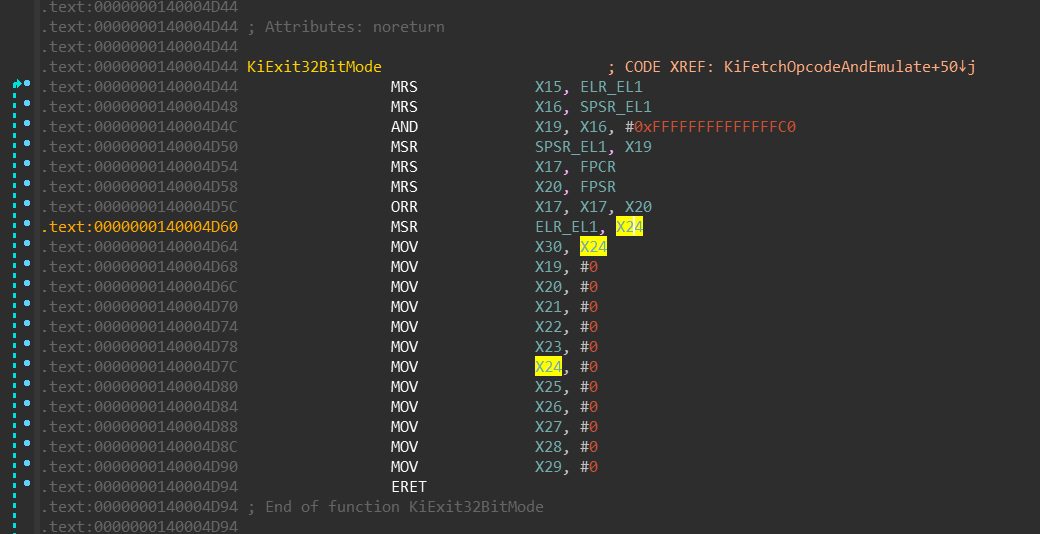 .text:0000000140004D44
.text:0000000140004D44 ; Attributes: noreturn
.text:0000000140004D44
.text:0000000140004D44 KiExit32BitMode ; CODE XREF: KiFetchOpcodeAndEmulate+50↓j
.text:0000000140004D44 MRS X15, ELR_EL1
.text:0000000140004D48 MRS X16, SPSR_EL1
.text:0000000140004D4C AND X19, X16, #0xFFFFFFFFFFFFFFC0
.text:0000000140004D50 MSR SPSR_EL1, X19
.text:0000000140004D54 MRS X17, FPCR
.text:0000000140004D58 MRS X20, FPSR
.text:0000000140004D5C ORR X17, X17, X20
.text:0000000140004D60 MSR ELR_EL1, X24
.text:0000000140004D64 MOV X30, X24
.text:0000000140004D68 MOV X19, #0
.text:0000000140004D6C MOV X20, #0
.text:0000000140004D70 MOV X21, #0
.text:0000000140004D74 MOV X22, #0
.text:0000000140004D78 MOV X23, #0
.text:0000000140004D7C MOV X24, #0
.text:0000000140004D80 MOV X25, #0
.text:0000000140004D84 MOV X26, #0
.text:0000000140004D88 MOV X27, #0
.text:0000000140004D8C MOV X28, #0
.text:0000000140004D90 MOV X29, #0
.text:0000000140004D94 ERET
.text:0000000140004D94 ; End of function KiExit32BitMode
.text:0000000140004D94